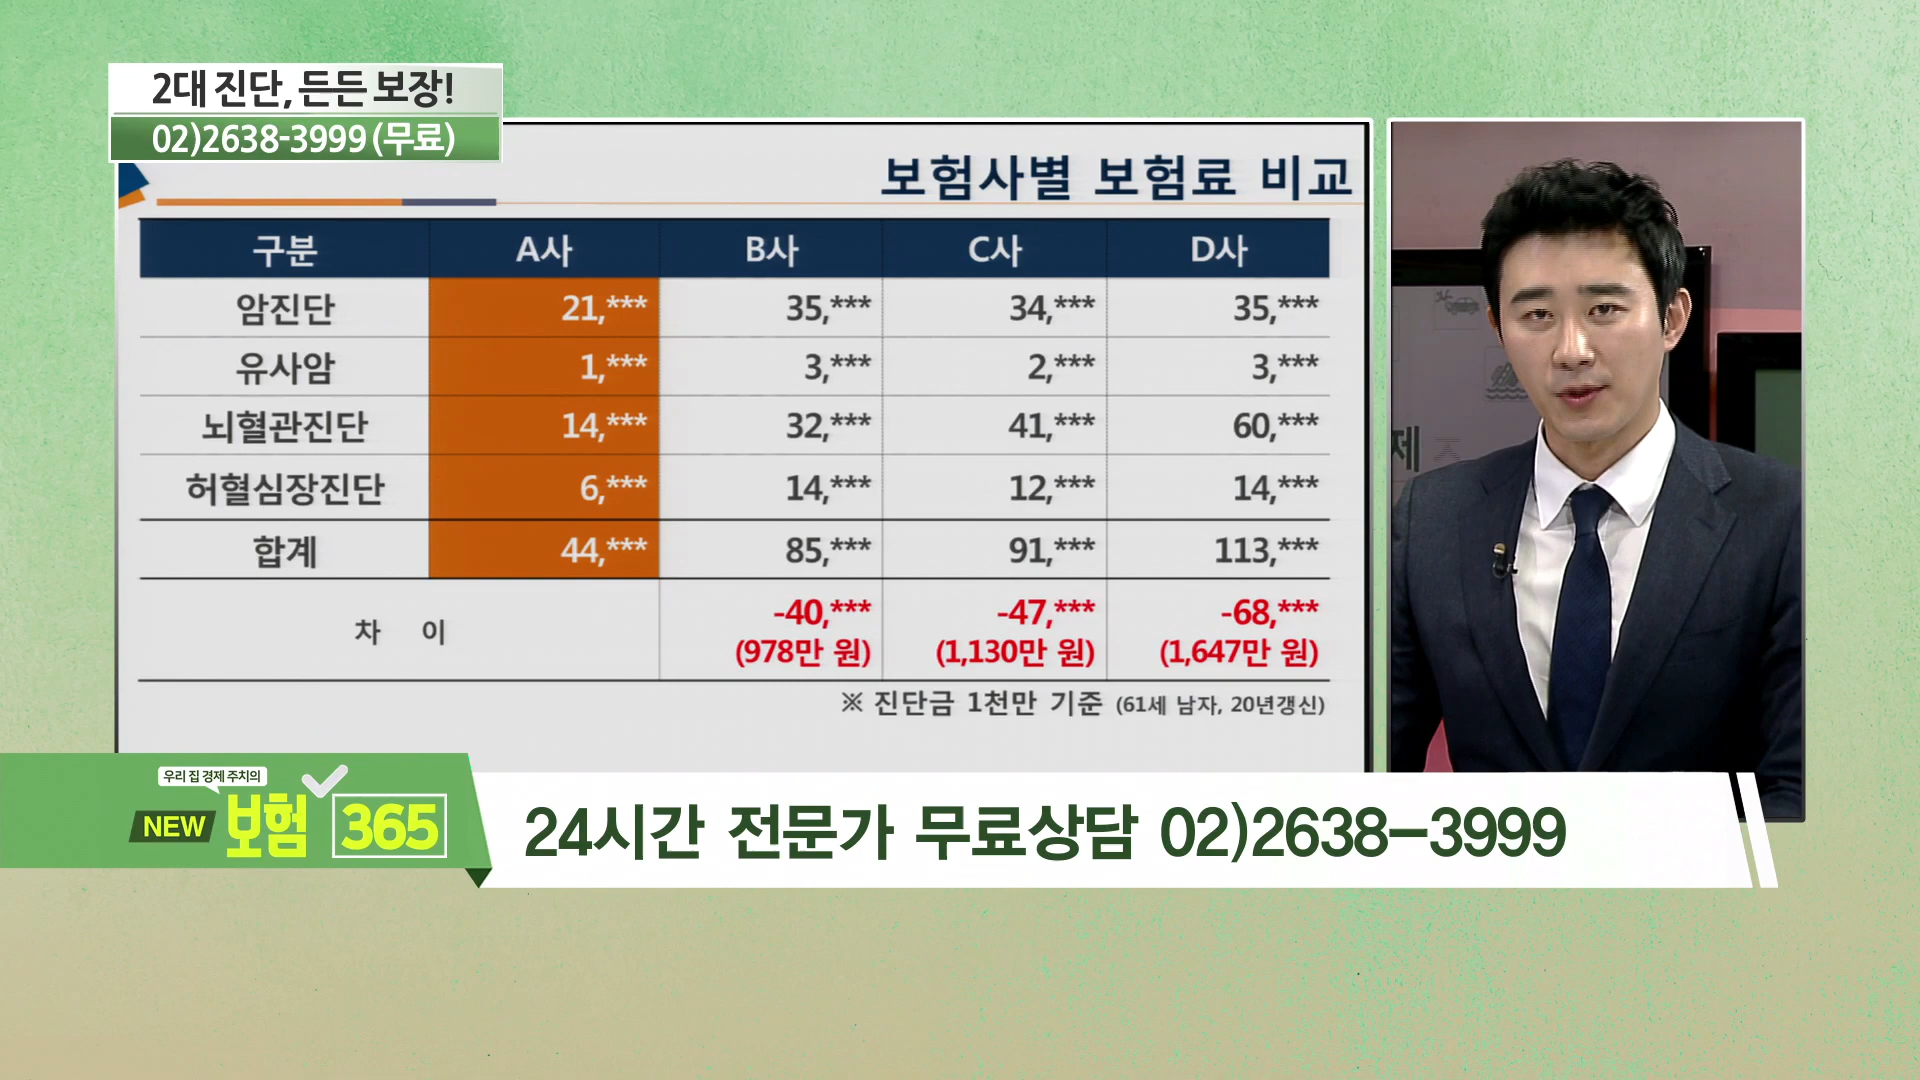 2대 진단, 든든 보장!
02)2638-3999 (무료)
보험사별 보험료 비교
구분 A사 B사 C사 D사
암진단 21,*** 35,*** 34,*** 35,***
유사암 1,*** 3,*** 2,*** 3,***
뇌혈관진단 14,*** 32,*** 41,*** 60,***
허혈심장진단 6,*** 14,*** 12,*** 14,***
합계 44,*** 85,*** 91,*** 113,***
차 이 -40,*** -47,*** -68,***
(978만 원) (1,130만 원) (1,647만 원)
※ 진단금 1천만 기준 (61세 남자, 20년갱신)
제
우리 집 경제 주치의
NEW 보험 365
24시간 전문가 무료상담 02)2638-3999